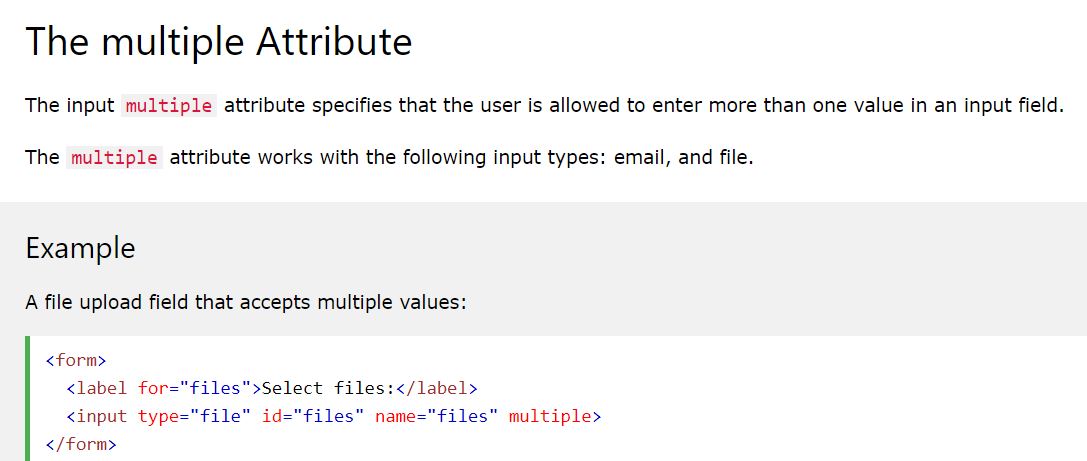 The multiple Attribute
The input multiple attribute specifies that the user is allowed to enter more than one value in an input field.
The multiple attribute works with the following input types: email, and file.
Example
A file upload field that accepts multiple values:
<form>
  <label for="files">Select files:</label>
  <input type="file" id="files" name="files" multiple>
</form>